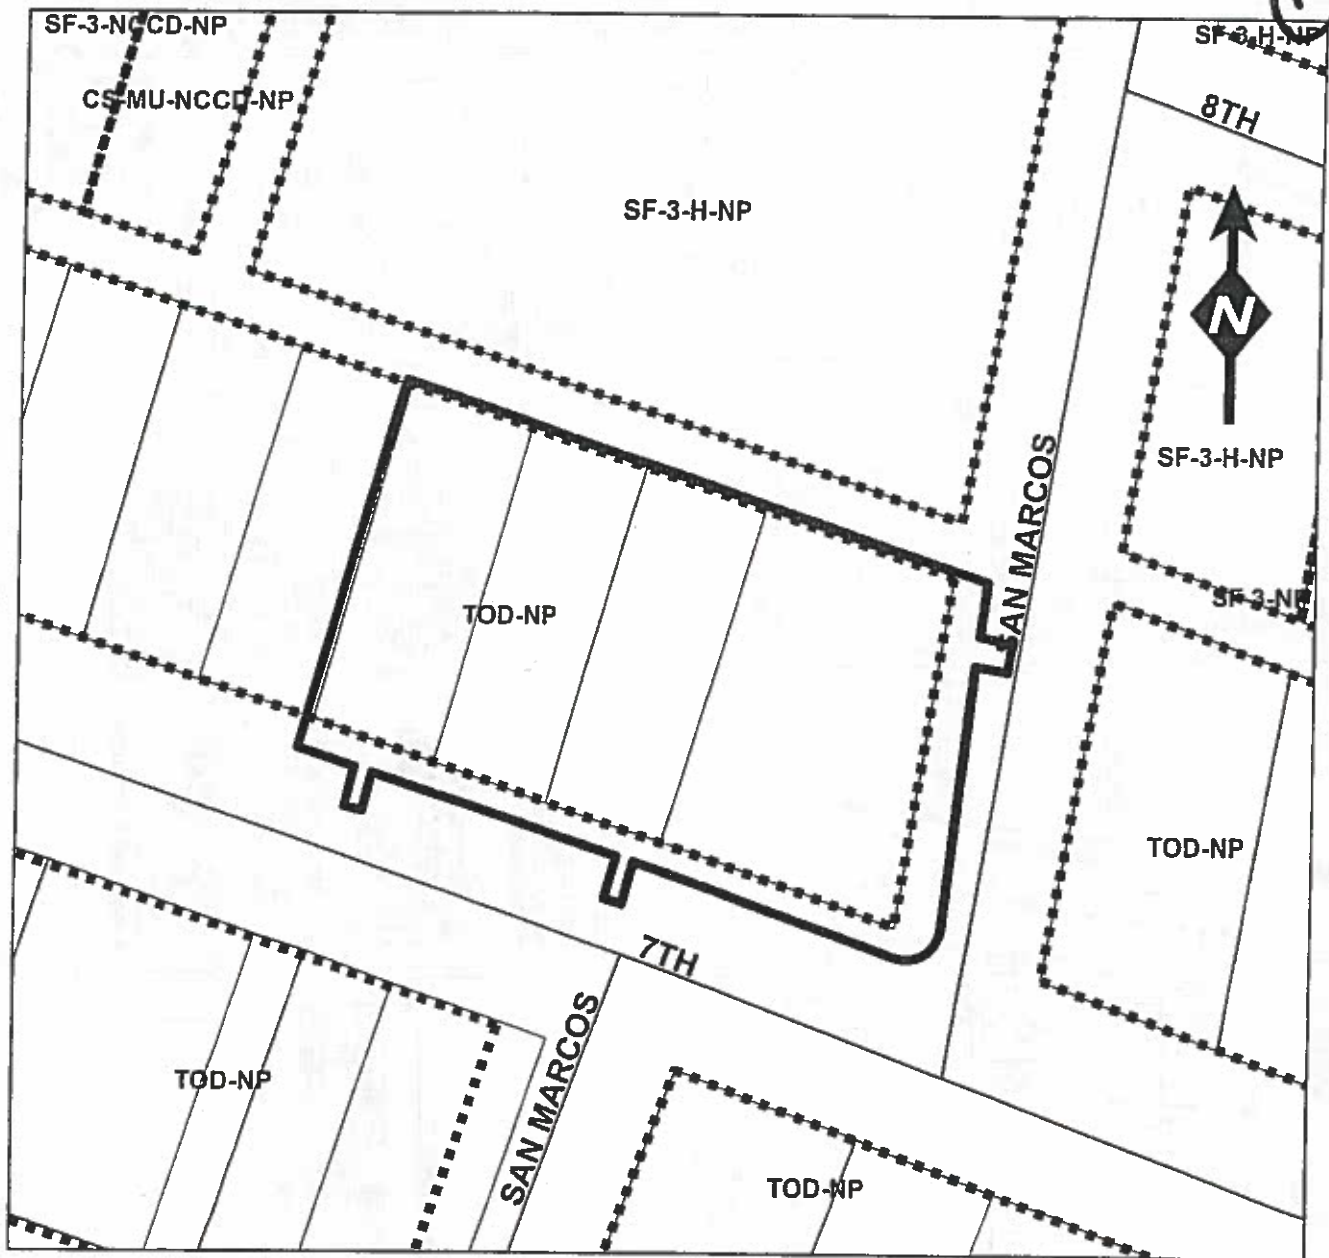 SF-3-NCCD-NP
SF-3-H-NP
CS-MU-NCCD-NP
8TH
SF-3-H-NP
N
SF-3-H-NP
SAN MARCOS
SF-3-NP
TOD-NP
TOD-NP
7TH
SAN MARCOS
TOD-NP
TOD-NP